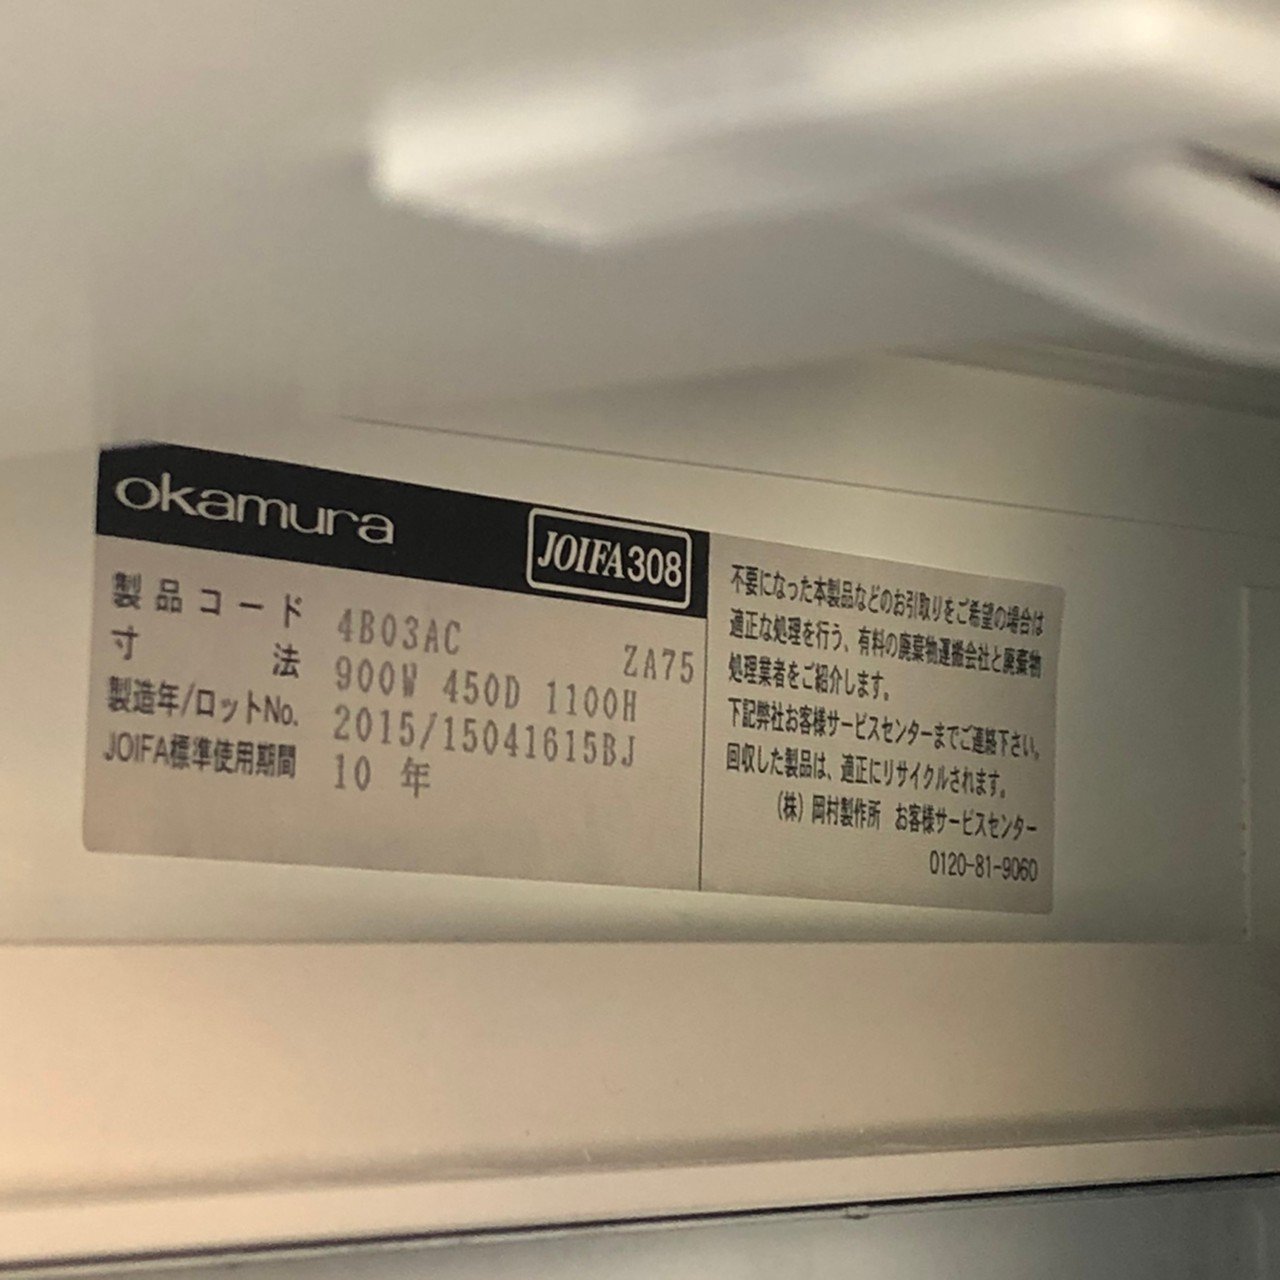 okamura
JOIFA308
製品コード 4B03AC ZA75
寸法 900W 450D 1100H
製造年/ロットNo. 2015/15041615BJ
JOIFA標準使用期間 10 年
不要になった本製品などのお引取りをご希望の場合は
適正な処理を行う、有料の廃棄物運搬会社と廃棄物
処理業者をご紹介します。
下記弊社お客様サービスセンターまでご連絡下さい。
回収した製品は、適正にリサイクルされます。
（株）岡村製作所 お客様サービスセンター
0120-81-9060